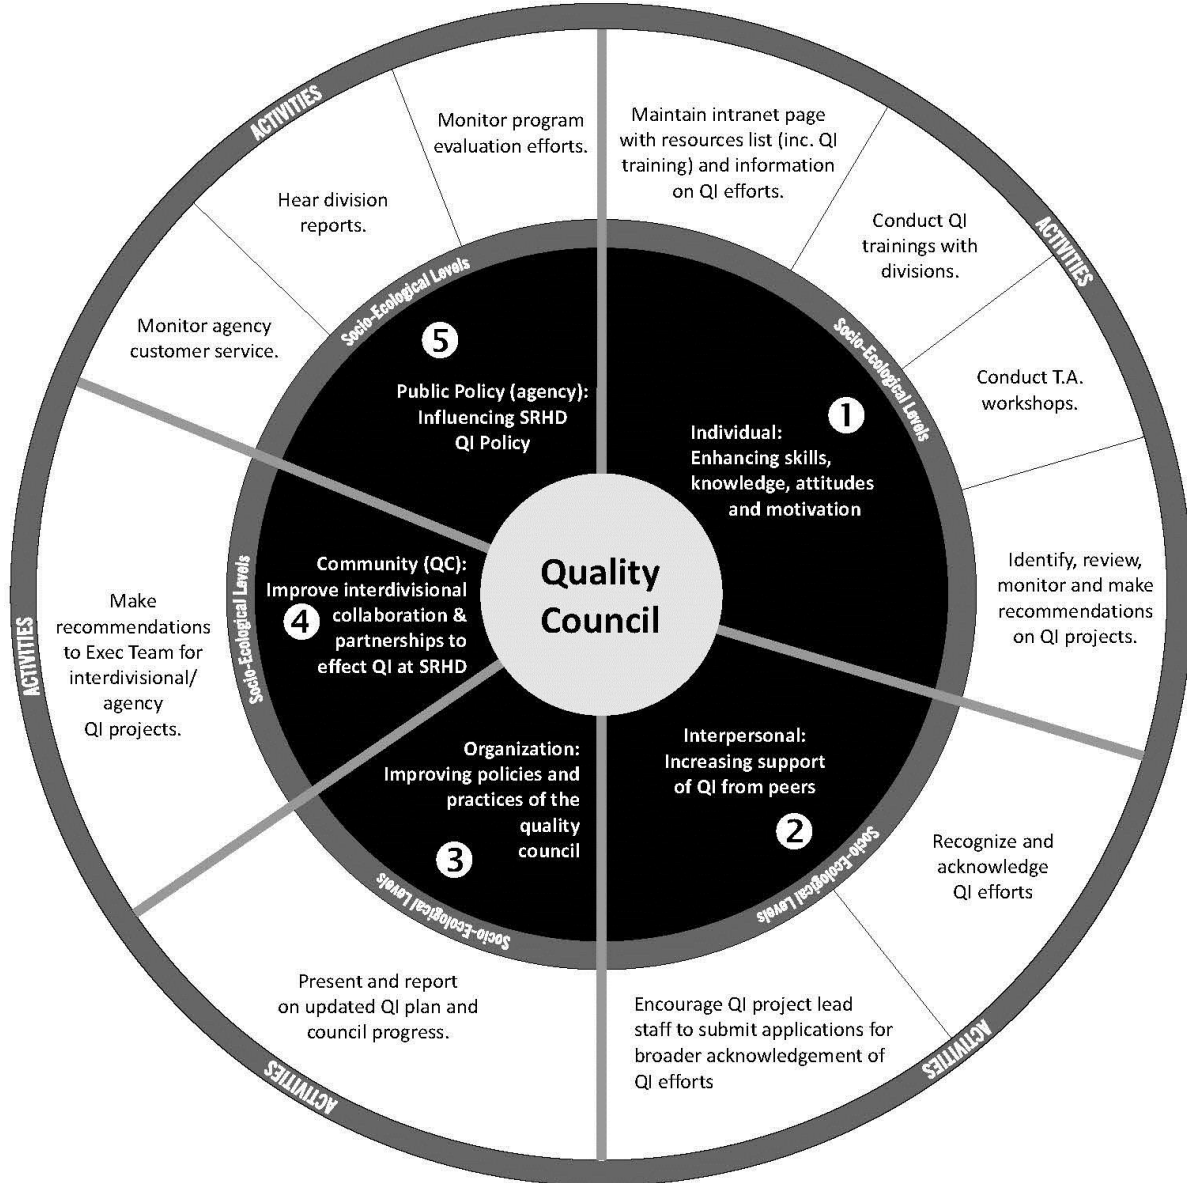 Quality
Council
ACTIVITIES
Maintain intranet page
with resources list (inc. QI
training) and information
on QI efforts.
Conduct QI
trainings with
divisions.
Conduct T.A.
workshops.
Identify, review,
monitor and make
recommendations
on QI projects.
Socio-Ecological Levels
1
Individual:
Enhancing skills,
knowledge, attitudes
and motivation
Interpersonal:
Increasing support
of QI from peers
2
Socio-Ecological Levels
Recognize and
acknowledge
QI efforts
Encourage QI project lead
staff to submit applications for
broader acknowledgement of
QI efforts
ACTIVITIES
Organization:
Improving policies and
practices of the
quality
council
3
Socio-Ecological Levels
Present and report
on updated QI plan and
council progress.
ACTIVITIES
Community (QC):
Improve interdivisional
collaboration &
partnerships to
effect QI at SRHD
4
Socio-Ecological Levels
Make
recommendations
to Exec Team for
interdivisional/
agency
QI projects.
ACTIVITIES
5
Public Policy (agency):
Influencing SRHD
QI Policy
Socio-Ecological Levels
Monitor agency
customer service.
Hear division
reports.
Monitor program
evaluation efforts.
ACTIVITIES